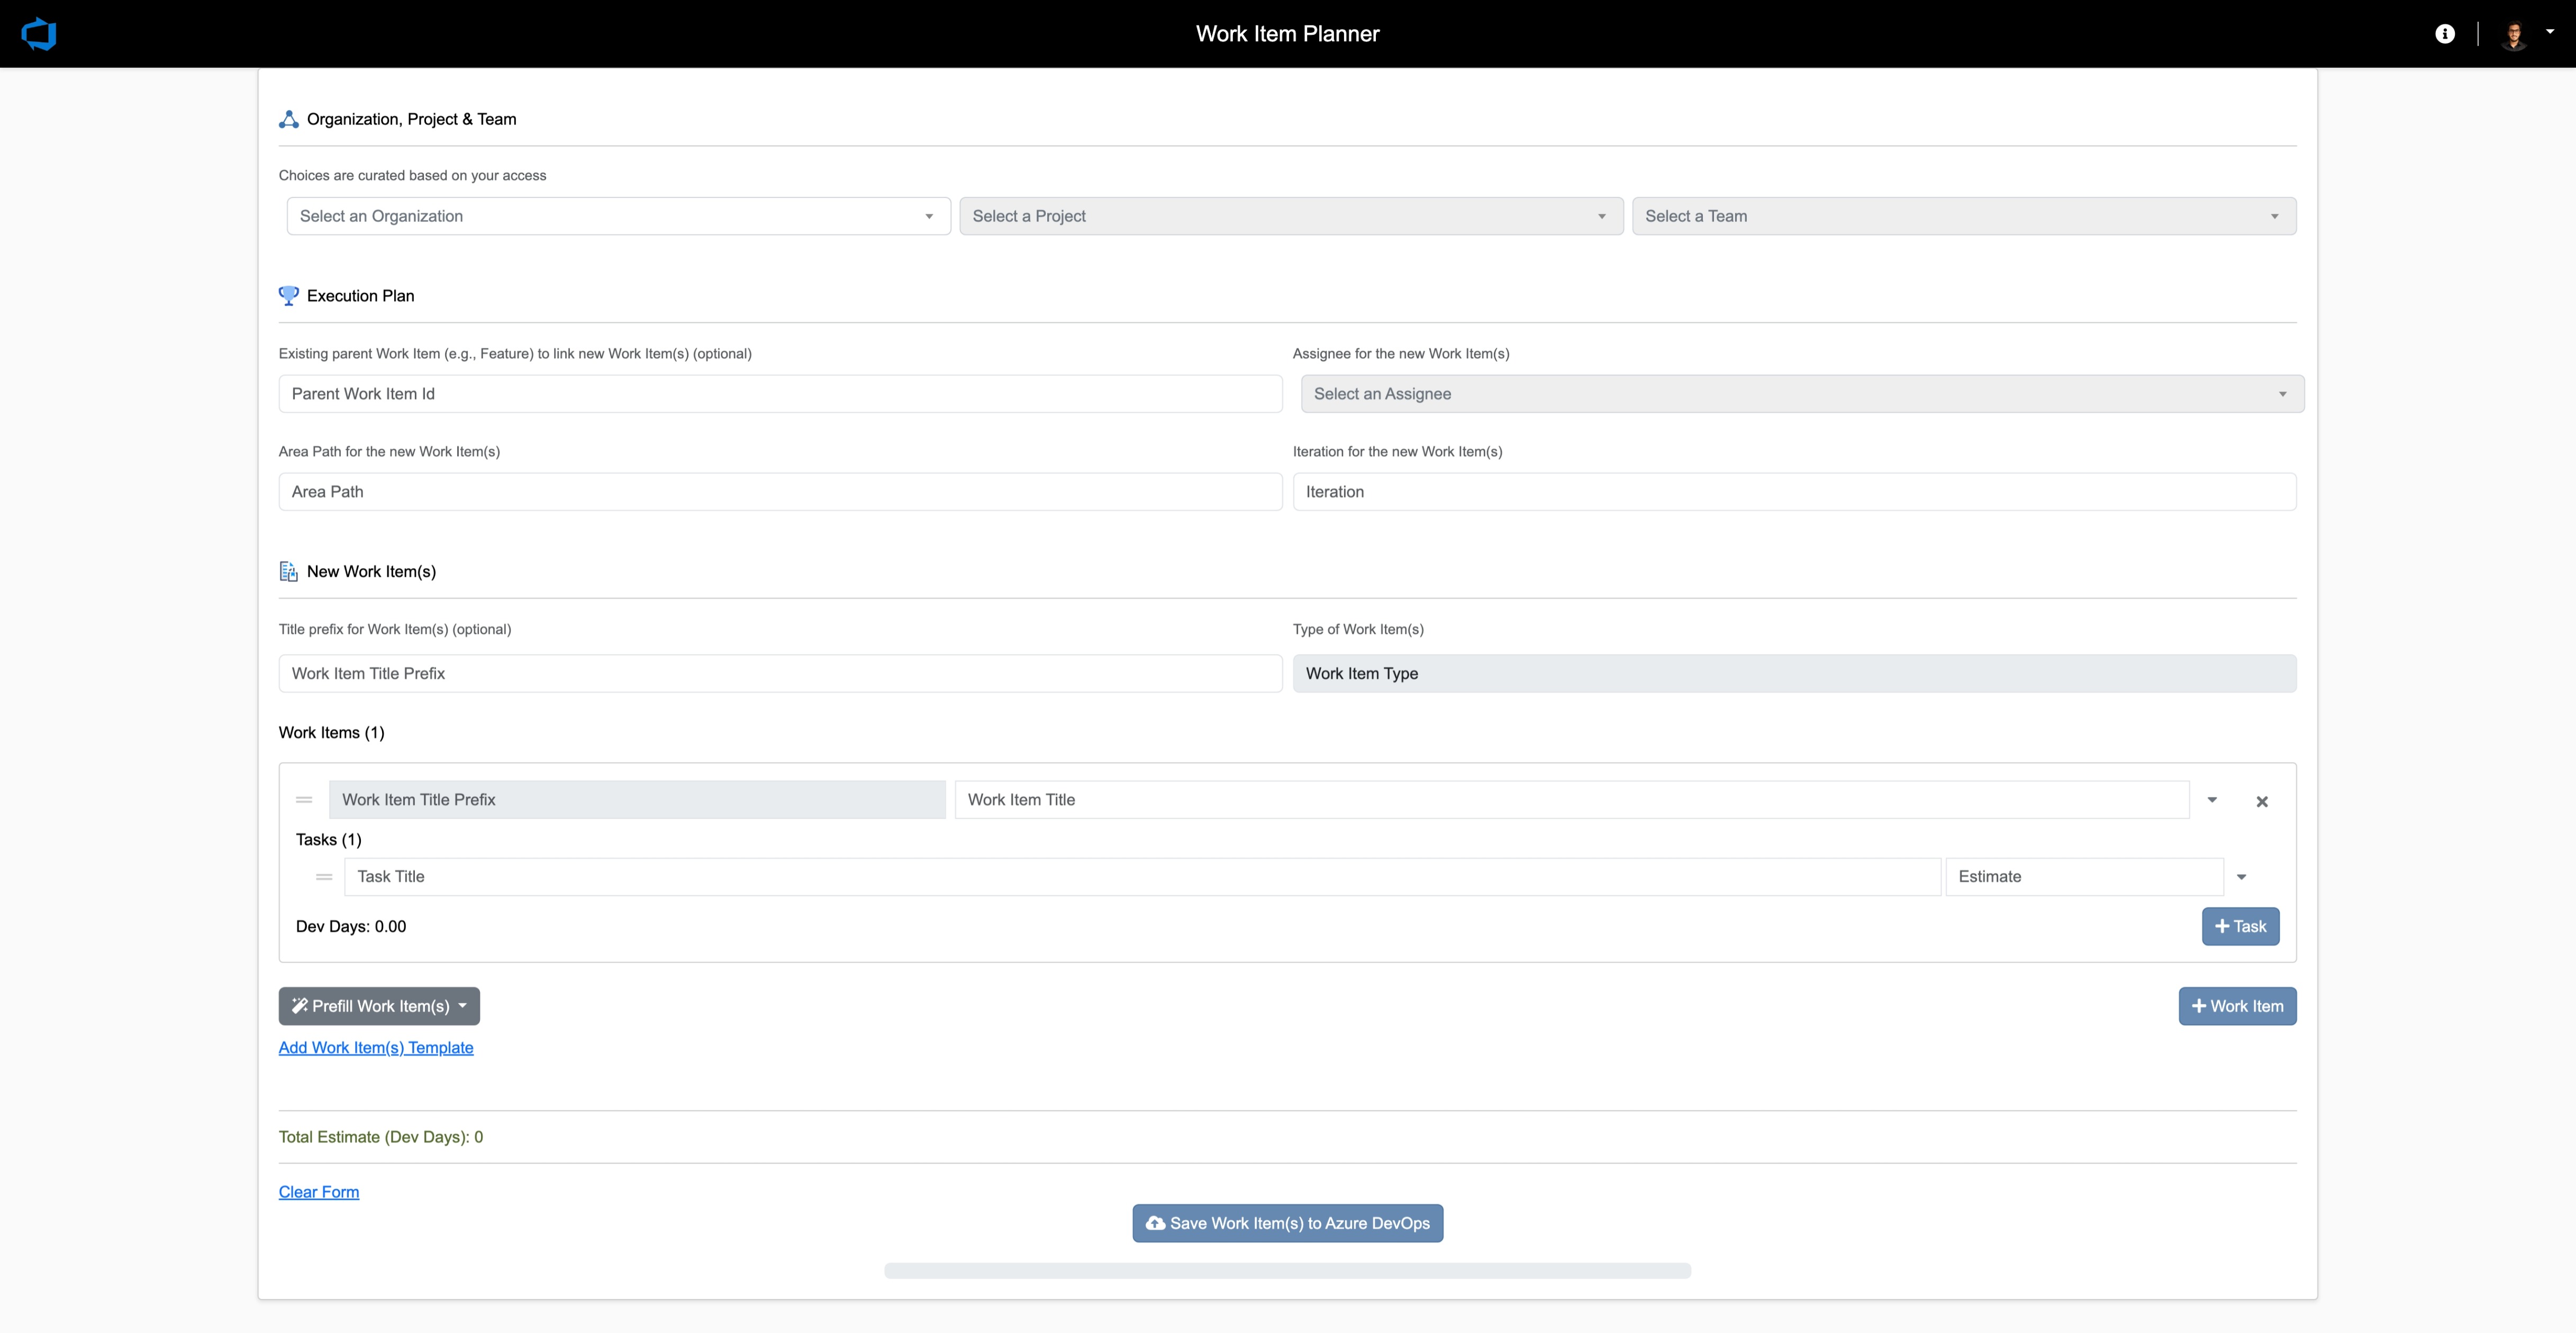 Work Item Planner
Organization, Project & Team
Choices are curated based on your access
Select an Organization
Select a Project
Select a Team
Execution Plan
Existing parent Work Item (e.g., Feature) to link new Work Item(s) (optional)
Assignee for the new Work Item(s)
Parent Work Item Id
Select an Assignee
Area Path for the new Work Item(s)
Iteration for the new Work Item(s)
Area Path
Iteration
New Work Item(s)
Title prefix for Work Item(s) (optional)
Type of Work Item(s)
Work Item Title Prefix
Work Item Type
Work Items (1)
Work Item Title Prefix
Work Item Title
Tasks (1)
Task Title
Estimate
Dev Days: 0.00
+ Task
Prefill Work Item(s)
+ Work Item
Add Work Item(s) Template
Total Estimate (Dev Days): 0
Clear Form
Save Work Item(s) to Azure DevOps